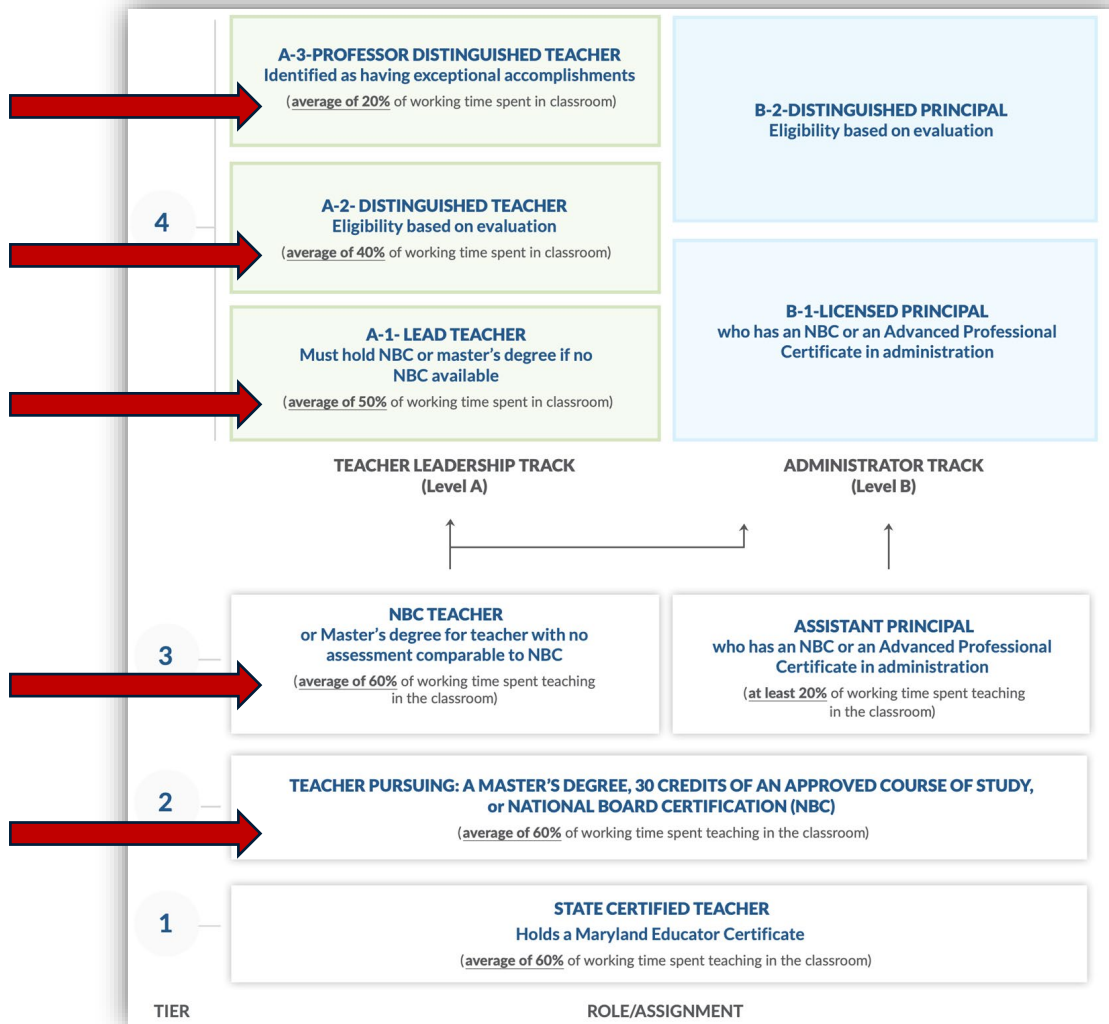 A-3-PROFESSOR DISTINGUISHED TEACHER
Identified as having exceptional accomplishments
(average of 20% of working time spent in classroom)
B-2-DISTINGUISHED PRINCIPAL
Eligibility based on evaluation
4
A-2- DISTINGUISHED TEACHER
Eligibility based on evaluation
(average of 40% of working time spent in classroom)
A-1- LEAD TEACHER
Must hold NBC or master's degree if no
NBC available
(average of 50% of working time spent in classroom)
B-1-LICENSED PRINCIPAL
who has an NBC or an Advanced Professional
Certificate in administration
TEACHER LEADERSHIP TRACK
(Level A)
ADMINISTRATOR TRACK
(Level B)
3
NBC TEACHER
or Master's degree for teacher with no
assessment comparable to NBC
(average of 60% of working time spent teaching
in the classroom)
ASSISTANT PRINCIPAL
who has an NBC or an Advanced Professional
Certificate in administration
(at least 20% of working time spent teaching
in the classroom)
2
TEACHER PURSUING: A MASTER'S DEGREE, 30 CREDITS OF AN APPROVED COURSE OF STUDY,
or NATIONAL BOARD CERTIFICATION (NBC)
(average of 60% of working time spent teaching in the classroom)
1
STATE CERTIFIED TEACHER
Holds a Maryland Educator Certificate
(average of 60% of working time spent teaching in the classroom)
TIER
ROLE/ASSIGNMENT